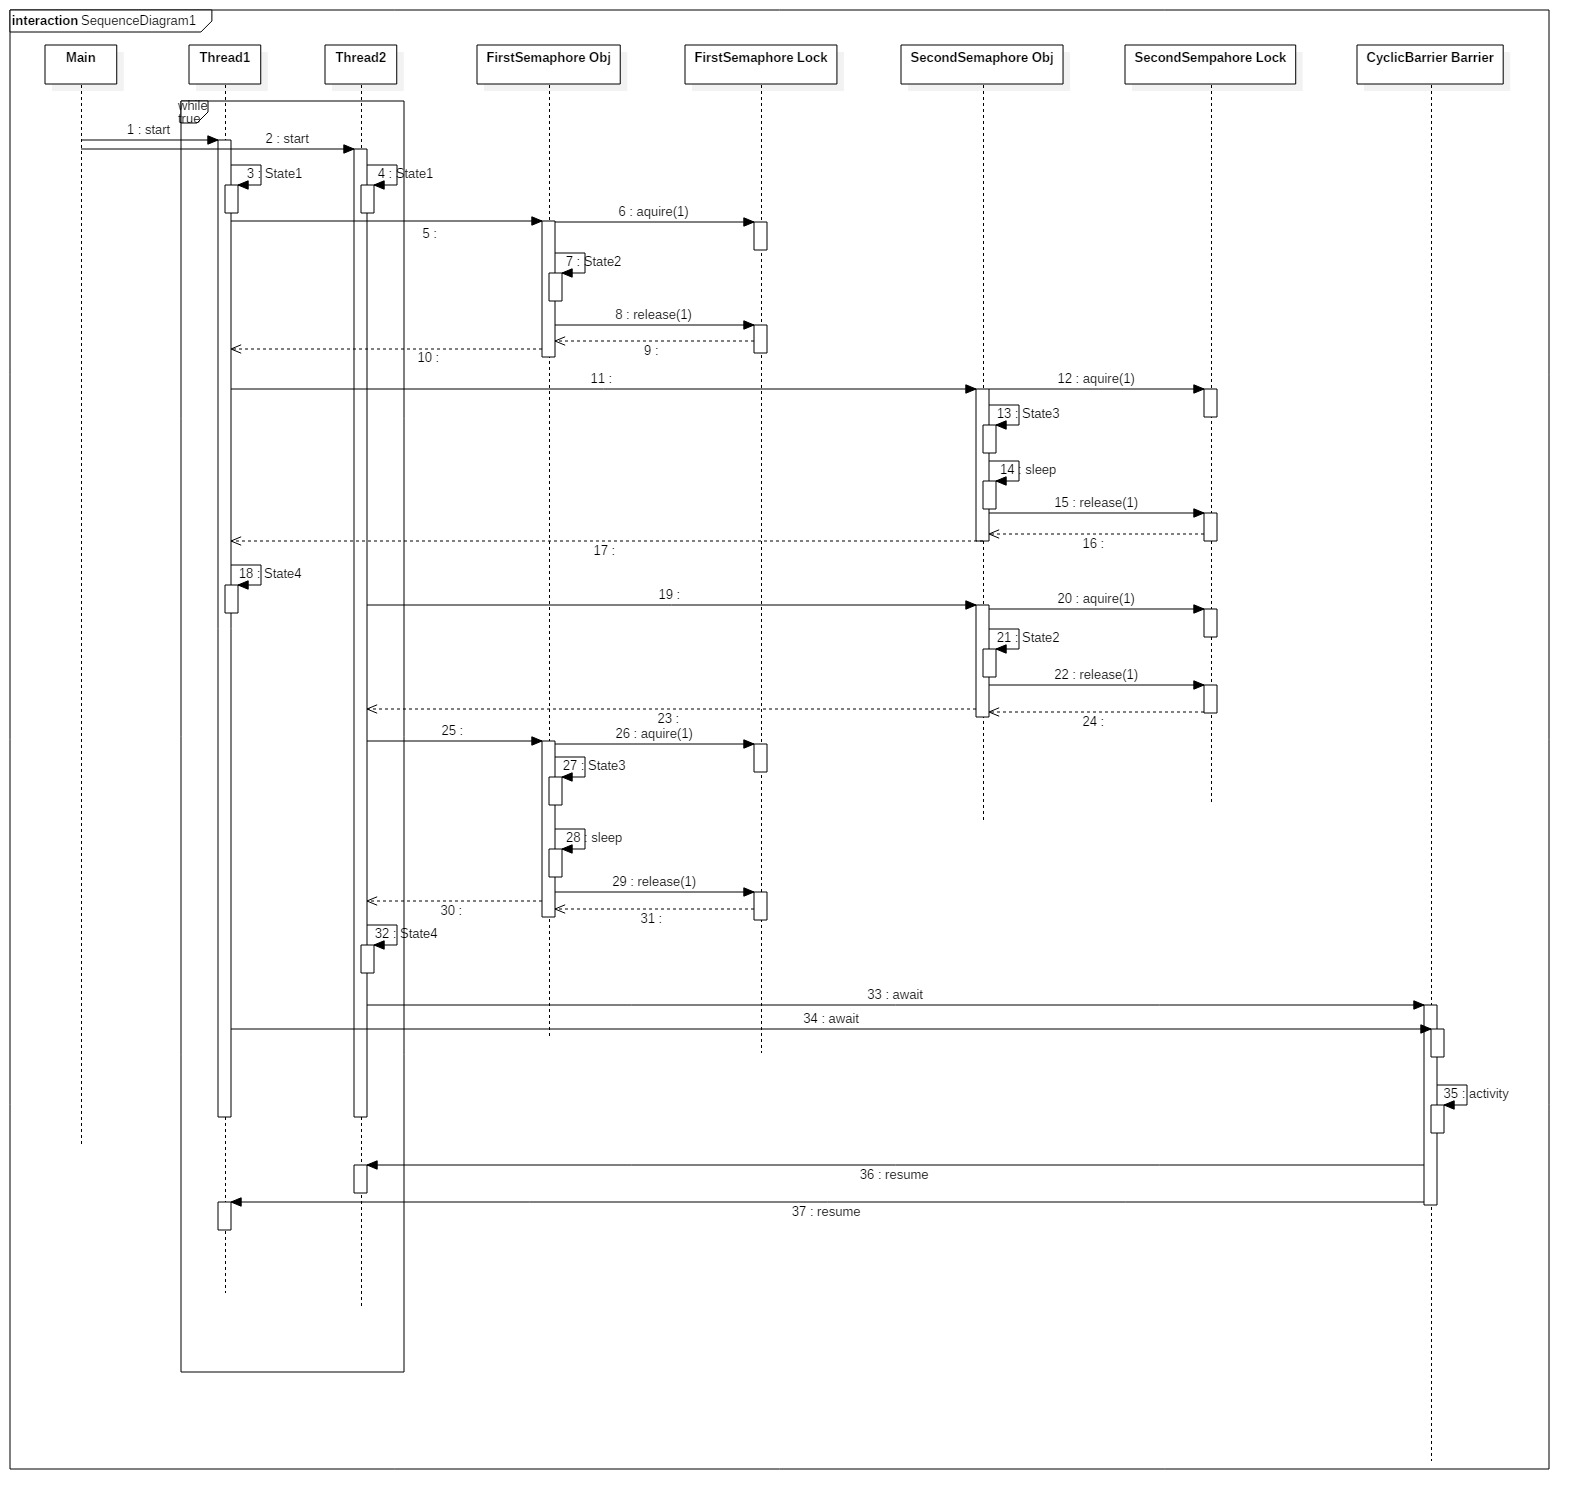 interaction SequenceDiagram1
Main
Thread1
Thread2
FirstSemaphore Obj
FirstSemaphore Lock
SecondSemaphore Obj
SecondSempahore Lock
CyclicBarrier Barrier
while
true
1 : start
2 : start
3 : State1
4 : State1
5 :
6 : aquire(1)
7 : State2
8 : release(1)
9 :
10 :
11 :
12 : aquire(1)
13 : State3
14 : sleep
15 : release(1)
16 :
17 :
18 : State4
19 :
20 : aquire(1)
21 : State2
22 : release(1)
23 :
24 :
25 :
26 : aquire(1)
27 : State3
28 : sleep
29 : release(1)
30 :
31 :
32 : State4
33 : await
34 : await
35 : activity
36 : resume
37 : resume